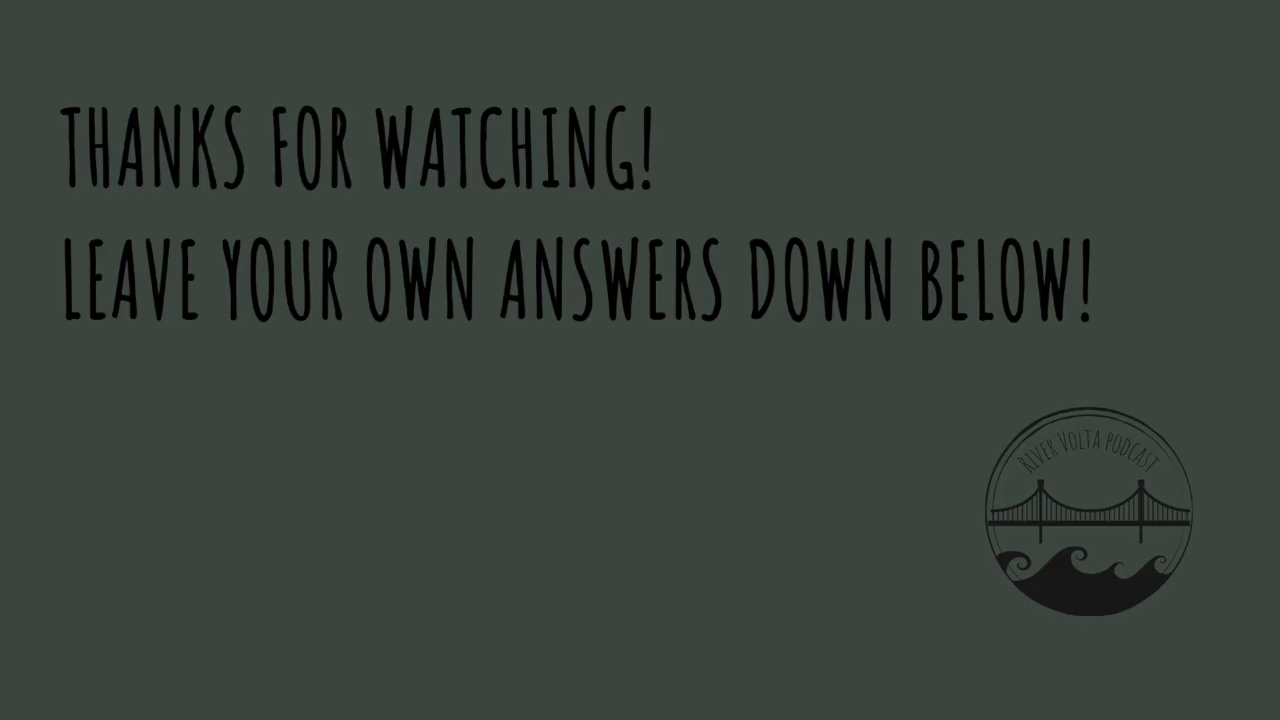 THANKS FOR WATCHING!
LEAVE YOUR OWN ANSWERS DOWN BELOW!
RIVER VOLTA PODCAST